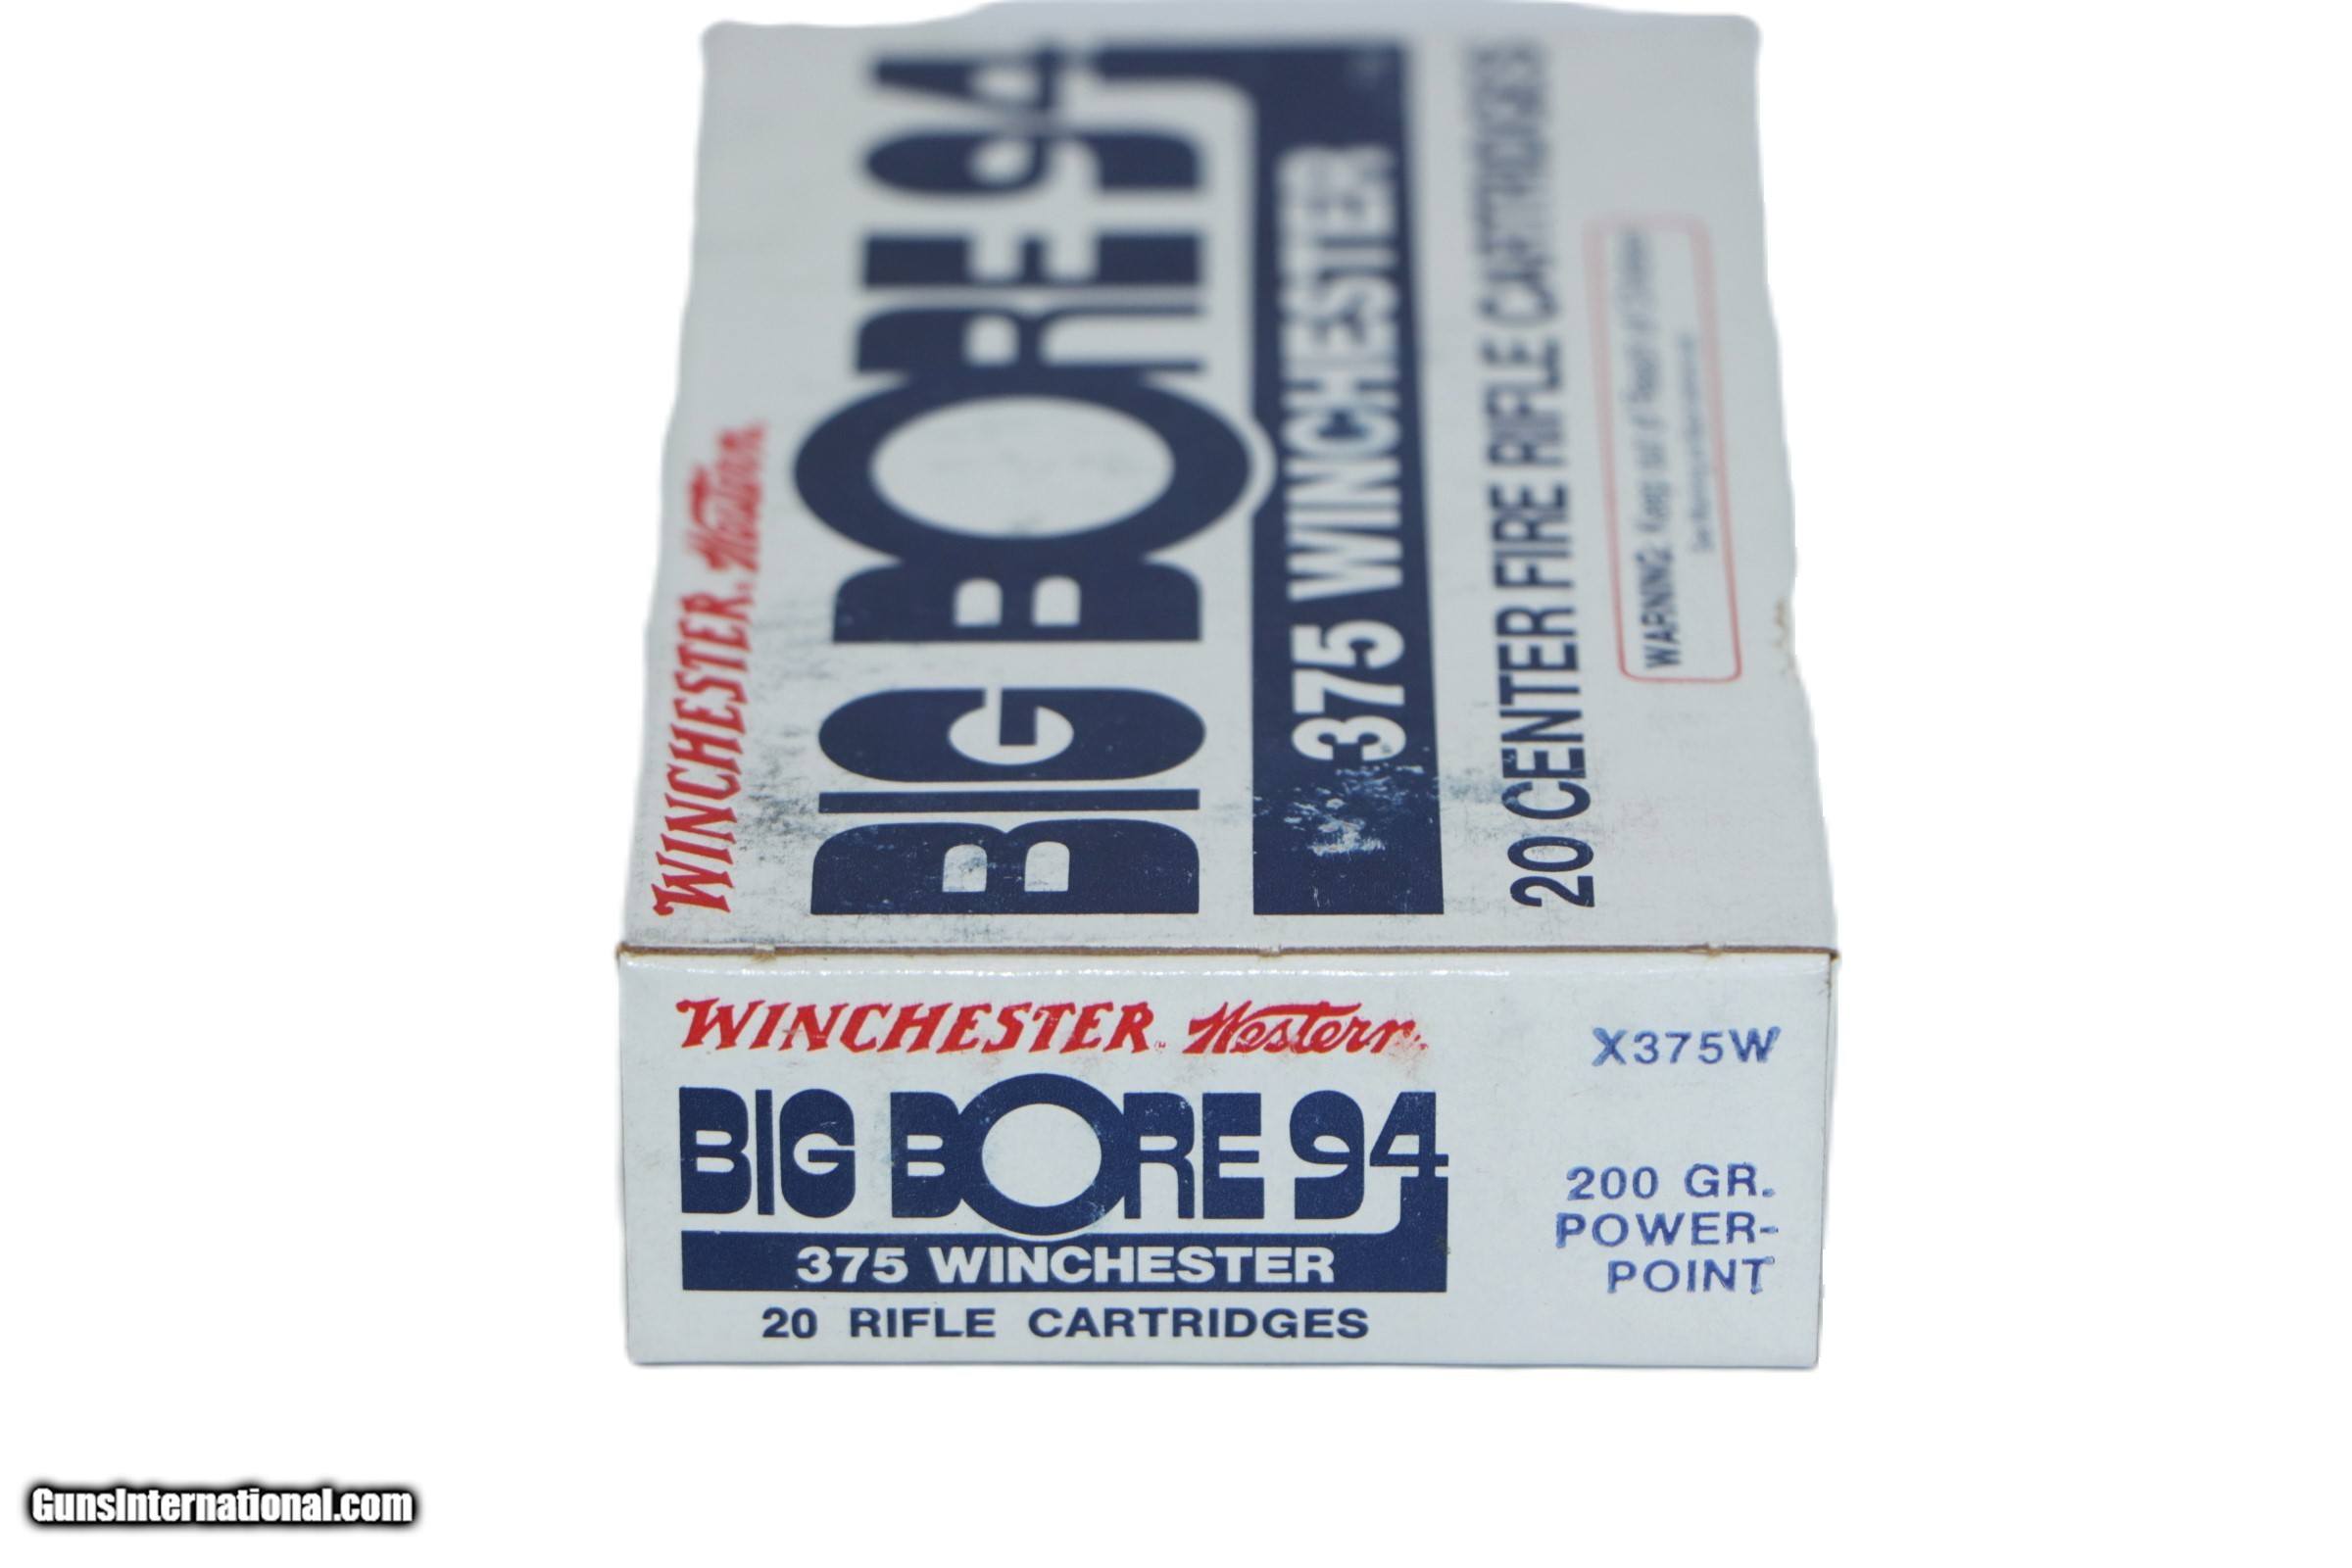 WINCHESTER Western
BIG BORE 94
375 WINCHESTER
20 CENTER FIRE RIFLE CARTRIDGES
WARNING: Keep out of Reach of Children
WINCHESTER Western
BIG BORE 94
375 WINCHESTER
20 RIFLE CARTRIDGES
X375W
200 GR.
POWER-
POINT
GunsInternational.com